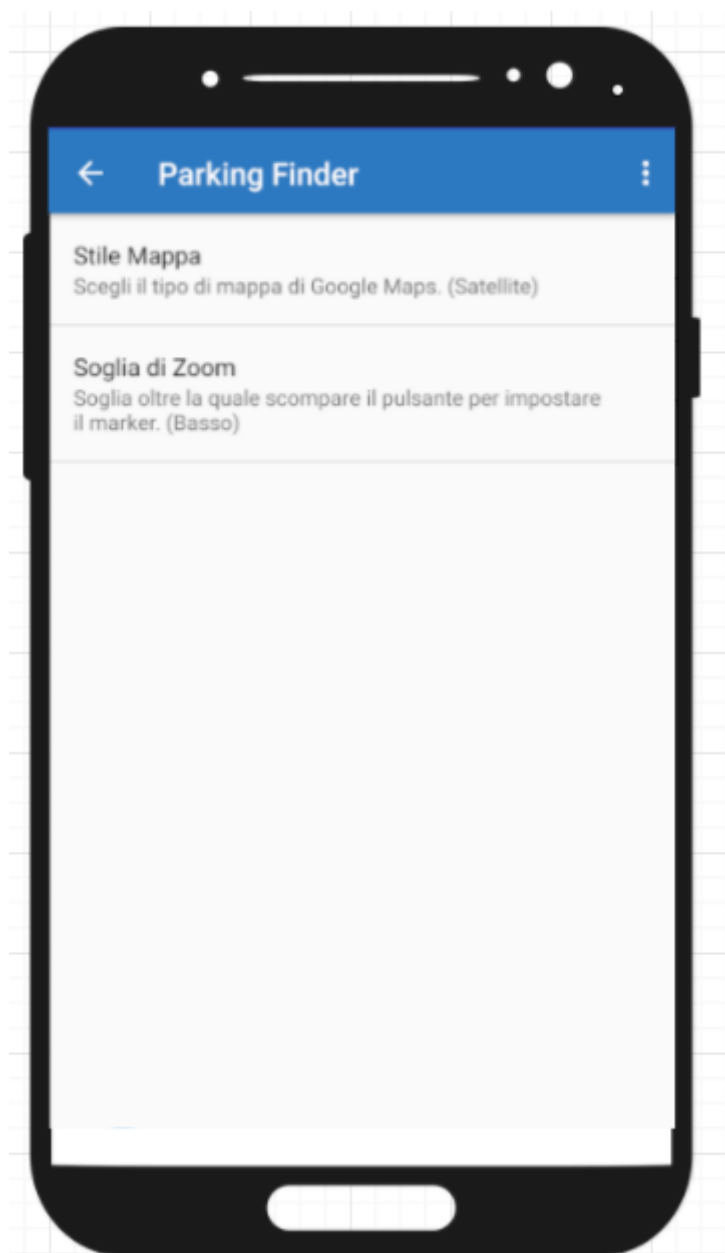 Parking Finder
Stile Mappa
Scegli il tipo di mappa di Google Maps. (Satellite)
Soglia di Zoom
Soglia oltre la quale scompare il pulsante per impostare
il marker. (Basso)